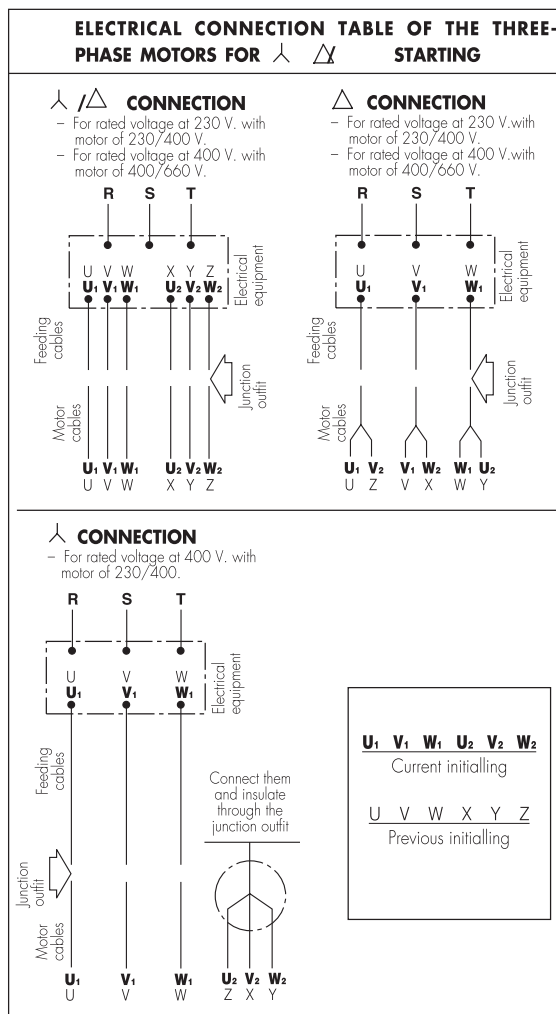 ELECTRICAL CONNECTION TABLE OF THE THREE-
PHASE MOTORS FOR STARTING
/ CONNECTION
– For rated voltage at 230 V. with
motor of 230/400 V.
– For rated voltage at 400 V. with
motor of 400/660 V.
R S T
U V W X Y Z
U1 V1 W1 U2 V2 W2
Electrical
equipment
Feeding
cables
Junction
outfit
Motor
cables
U1 V1 W1 U2 V2 W2
U V W X Y Z
CONNECTION
– For rated voltage at 230 V.with
motor of 230/400 V.
– For rated voltage at 400 V.with
motor of 400/660 V.
R S T
U V W
U1 V1 W1
Electrical
equipment
Feeding
cables
Junction
outfit
Motor
cables
U1 V2 V1 W2 W1 U2
U Z V X W Y
CONNECTION
– For rated voltage at 400 V. with
motor of 230/400.
R S T
U V W
U1 V1 W1
Electrical
equipment
Feeding
cables
Connect them
and insulate
through the
junction outfit
Junction
outfit
Motor
cables
U1 V1 W1 U2 V2 W2
U V W Z X Y
U1 V1 W1 U2 V2 W2
Current initialling
U V W X Y Z
Previous initialling